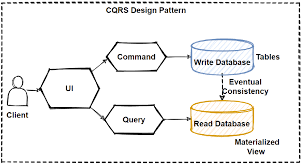 CQRS Design Pattern
Command
Write Database
Tables
UI
Eventual
Consistency
Client
Query
Read Database
Materialized
View